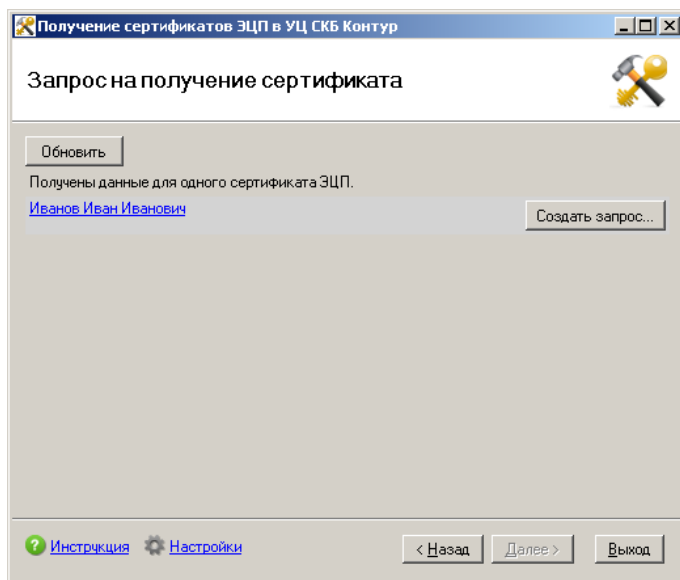 Получение сертификатов ЭЦП в УЦ СКБ Контур
Запрос на получение сертификата
Обновить
Получены данные для одного сертификата ЭЦП.
Иванов Иван Иванович
Создать запрос...
Инструкция Настройки < Назад Далее > Выход